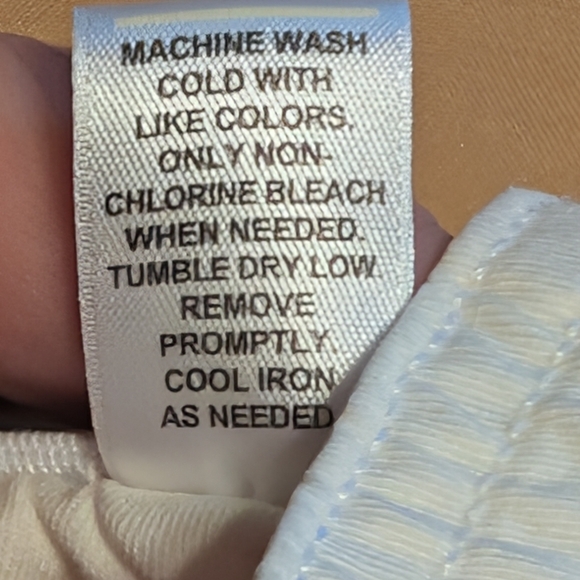 MACHINE WASH
COLD WITH
LIKE COLORS.
ONLY NON-
CHLORINE BLEACH
WHEN NEEDED.
TUMBLE DRY LOW.
REMOVE
PROMPTLY.
COOL IRON
AS NEEDED